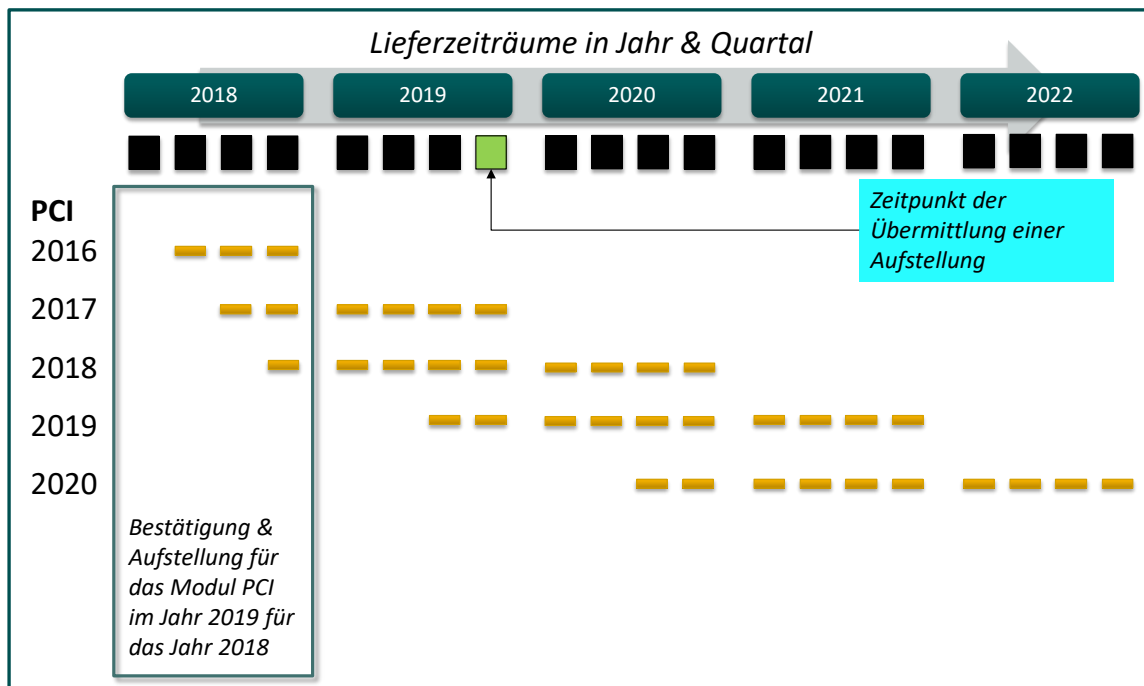 Lieferzeiträume in Jahr & Quartal
2018
2019
2020
2021
2022
Zeitpunkt der
Übermittlung einer
Aufstellung
PCI
2016
2017
2018
2019
2020
Bestätigung &
Aufstellung für
das Modul PCI
im Jahr 2019 für
das Jahr 2018